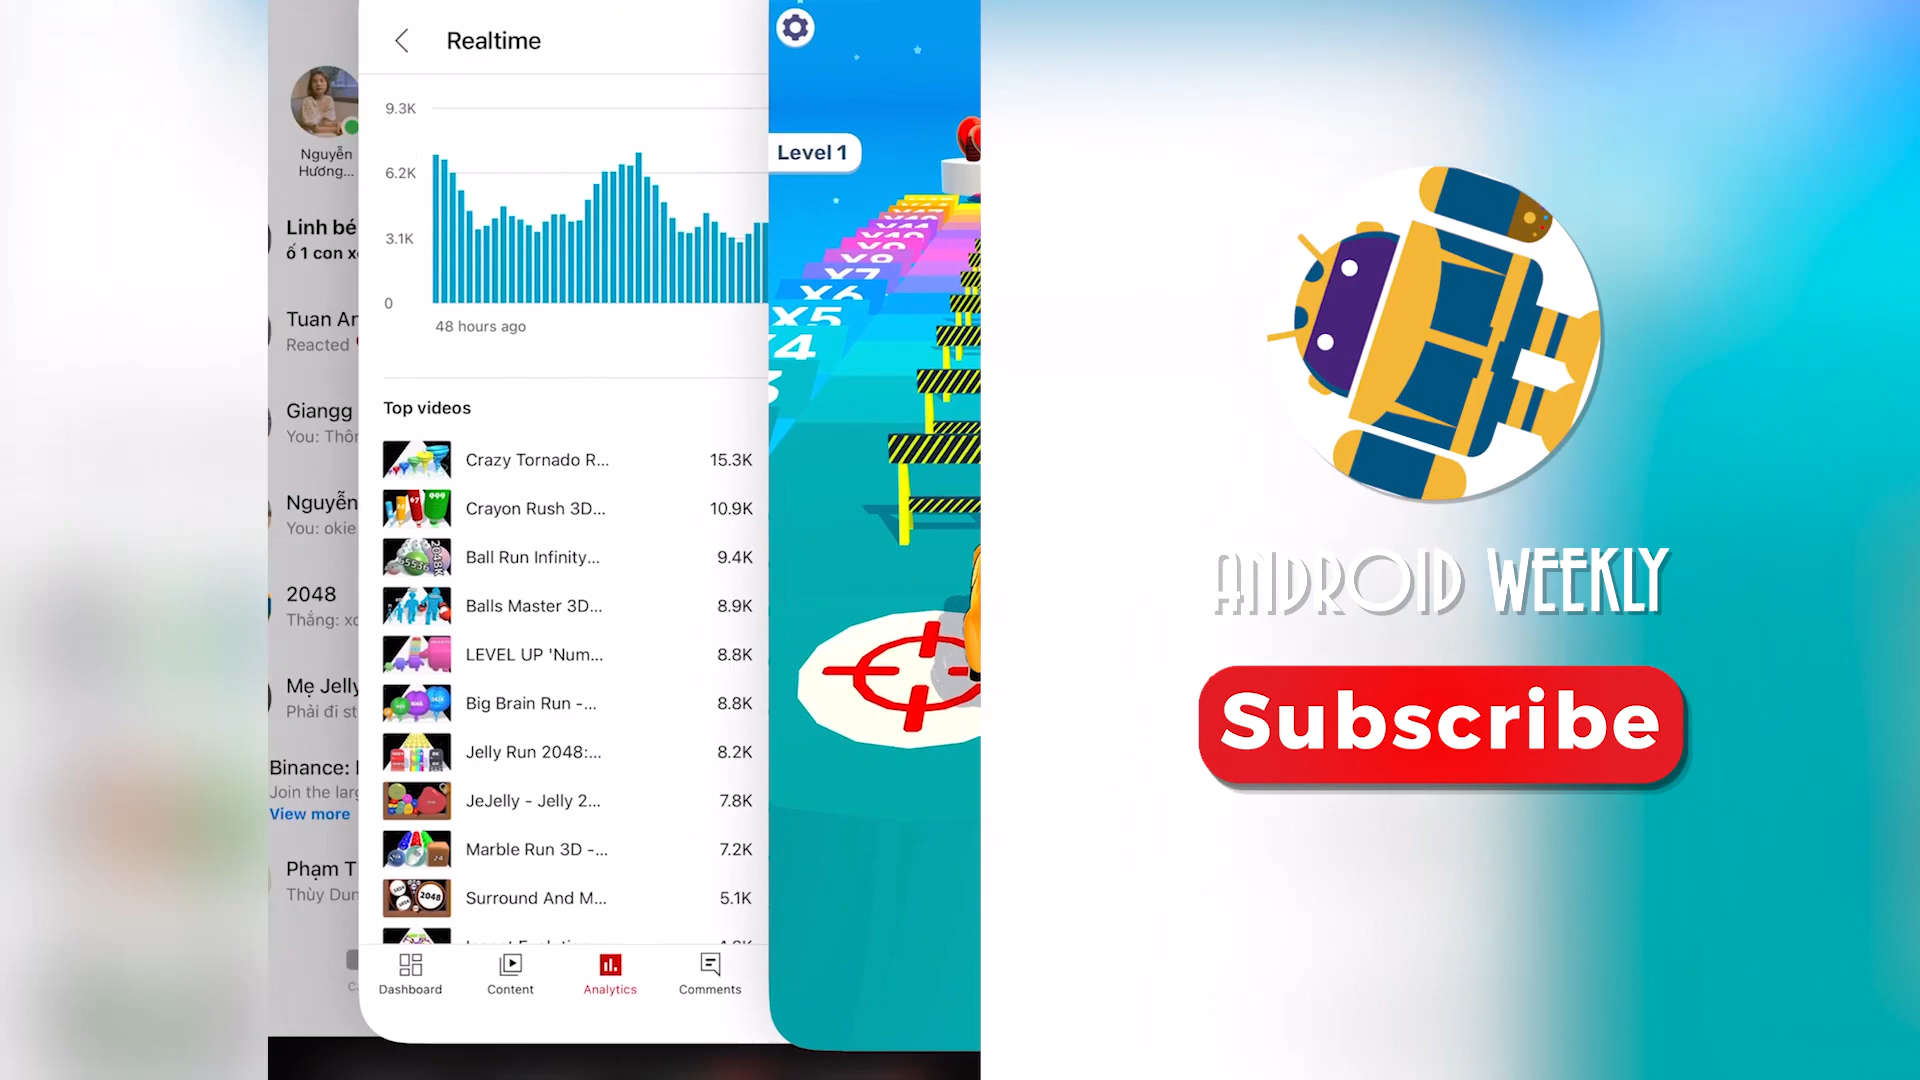 Nguyễn
Hương...
Linh bé
ố 1 con x
Tuan An
Reacted
Giangg
You: Thôn
Nguyễn
You: okie
2048
Thắng: xc
Mẹ Jelly
Phải đi st
Binance:
Join the larg
View more
Phạm T
Thùy Dun
Realtime
9.3K
6.2K
3.1K
0
48 hours ago
Top videos
Crazy Tornado R... 15.3K
Crayon Rush 3D... 10.9K
Ball Run Infinity... 9.4K
Balls Master 3D... 8.9K
LEVEL UP 'Num... 8.8K
Big Brain Run -... 8.8K
Jelly Run 2048:... 8.2K
JeJelly - Jelly 2... 7.8K
Marble Run 3D -... 7.2K
Surround And M... 5.1K
Dashboard
Content
Analytics
Comments
Level 1
X7
X6
X5
4
ANDROID WEEKLY
Subscribe